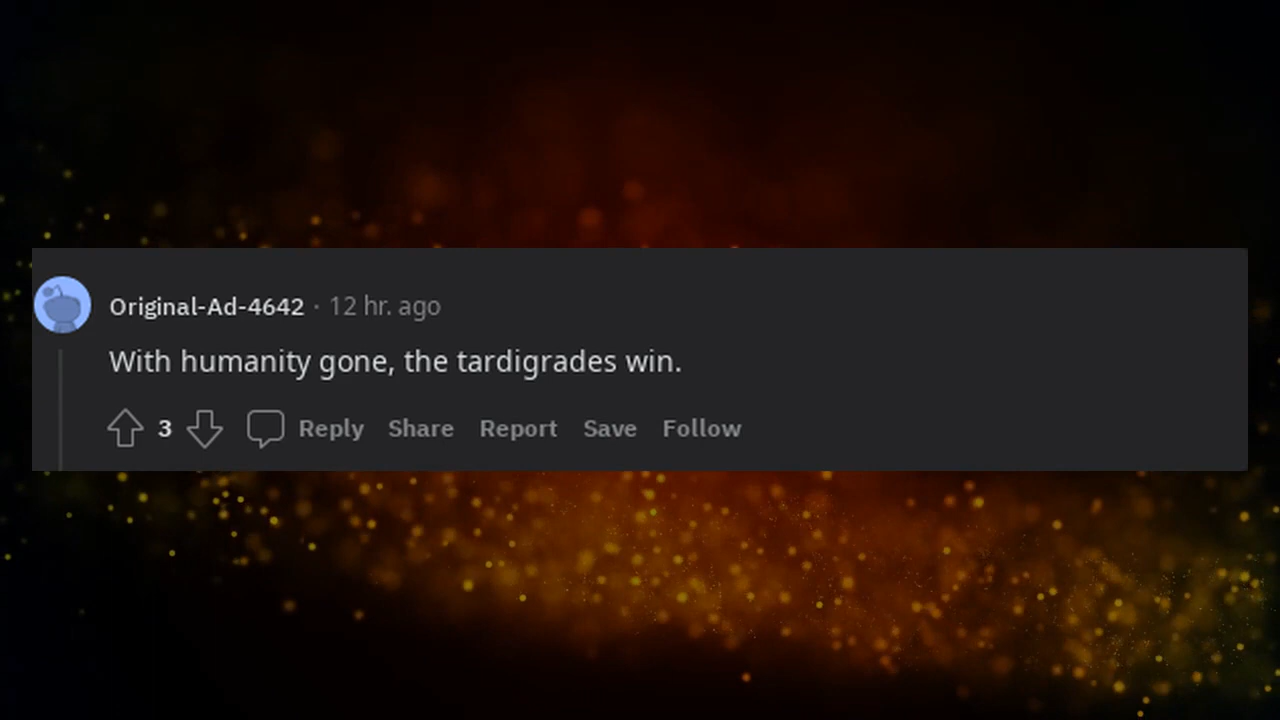 Original-Ad-4642 · 12 hr. ago
With humanity gone, the tardigrades win.
3 Reply Share Report Save Follow